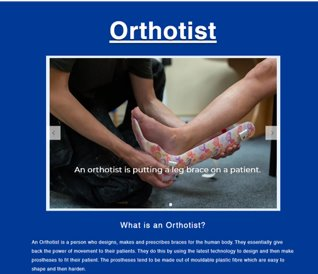 Orthotist
An orthotist is putting a leg brace on a patient.
What is an Orthotist?
An Orthotist is a person who designs, makes and prescribes braces for the human body. They essentially give
back the power of movement to their patients. They do this by using the latest technology to design and then make
prostheses to fit their patient. The prostheses tend to be made out of mouldable plastic fibre which are easy to
shape and then harden.